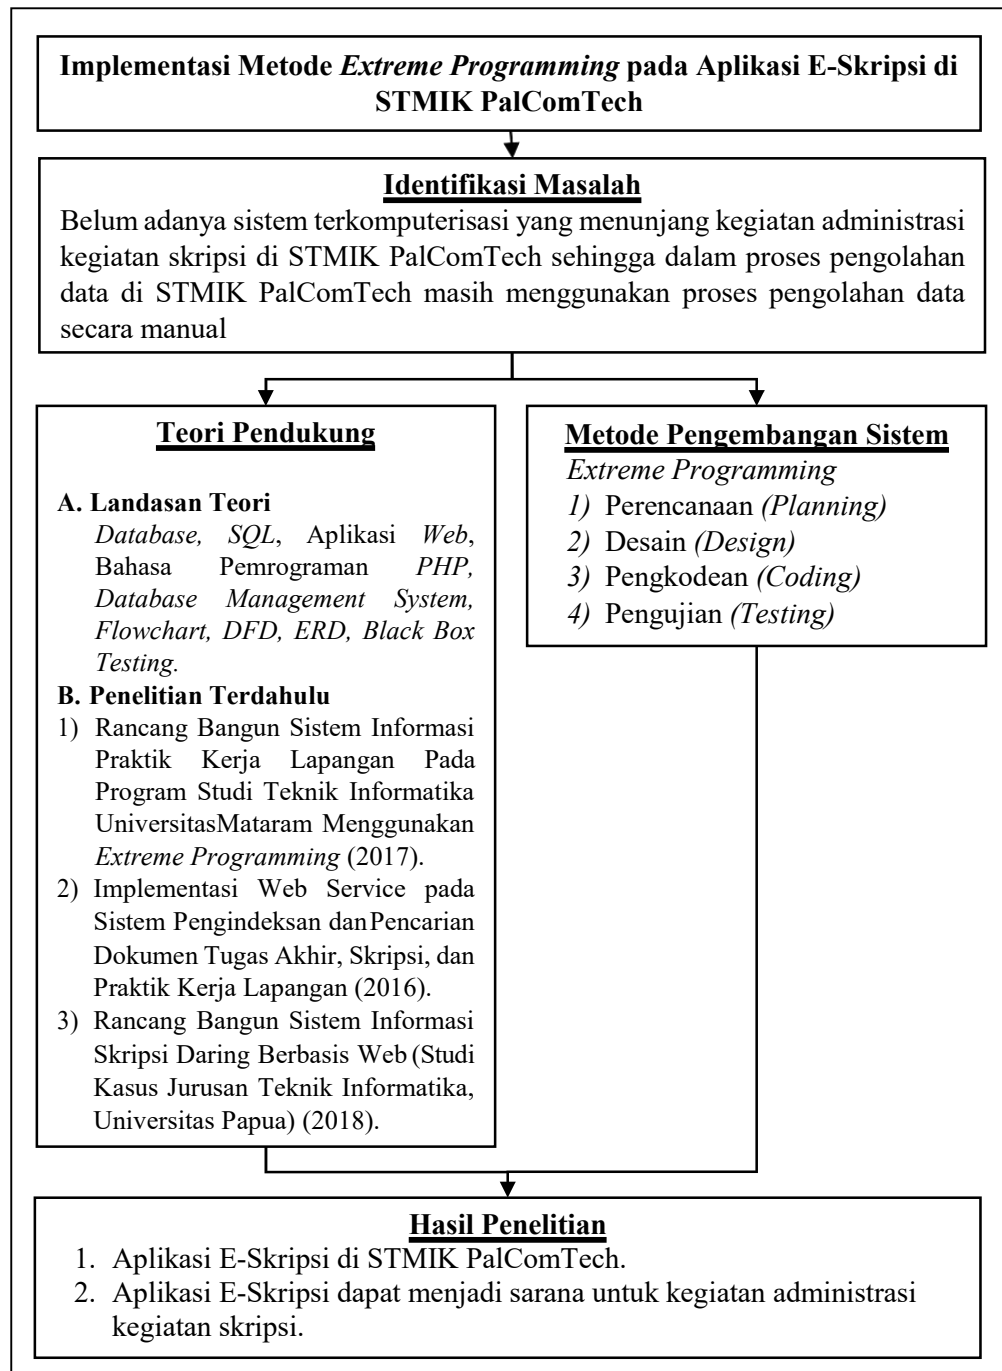 Implementasi Metode Extreme Programming pada Aplikasi E-Skripsi di
STMIK PalComTech
Identifikasi Masalah
Belum adanya sistem terkomputerisasi yang menunjang kegiatan administrasi
kegiatan skripsi di STMIK PalComTech sehingga dalam proses pengolahan
data di STMIK PalComTech masih menggunakan proses pengolahan data
secara manual
Teori Pendukung
A. Landasan Teori
Database, SQL, Aplikasi Web,
Bahasa Pemrograman PHP,
Database Management System,
Flowchart, DFD, ERD, Black Box
Testing.
B. Penelitian Terdahulu
1) Rancang Bangun Sistem Informasi
Praktik Kerja Lapangan Pada
Program Studi Teknik Informatika
UniversitasMataram Menggunakan
Extreme Programming (2017).
2) Implementasi Web Service pada
Sistem Pengindeksan danPencarian
Dokumen Tugas Akhir, Skripsi, dan
Praktik Kerja Lapangan (2016).
3) Rancang Bangun Sistem Informasi
Skripsi Daring Berbasis Web (Studi
Kasus Jurusan Teknik Informatika,
Universitas Papua) (2018).
Metode Pengembangan Sistem
Extreme Programming
1) Perencanaan (Planning)
2) Desain (Design)
3) Pengkodean (Coding)
4) Pengujian (Testing)
Hasil Penelitian
1. Aplikasi E-Skripsi di STMIK PalComTech.
2. Aplikasi E-Skripsi dapat menjadi sarana untuk kegiatan administrasi
kegiatan skripsi.